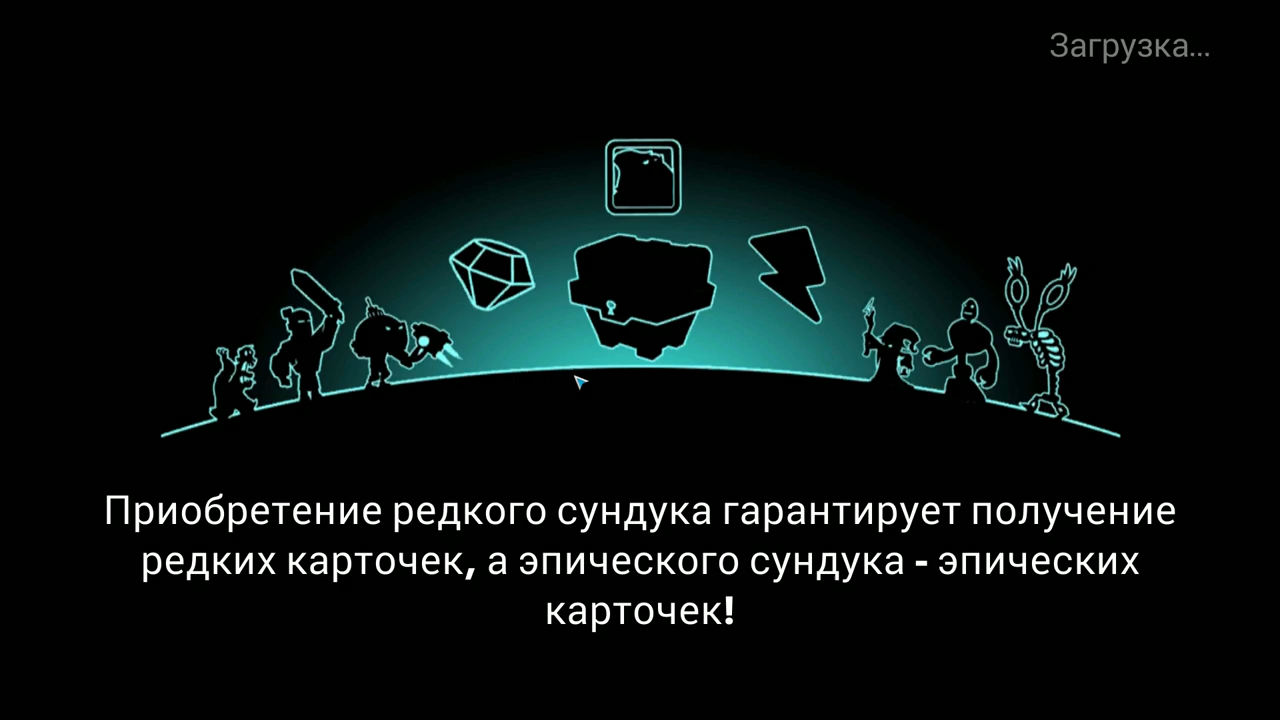 Загрузка...
Приобретение редкого сундука гарантирует получение
редких карточек, а эпического сундука - эпических
карточек!